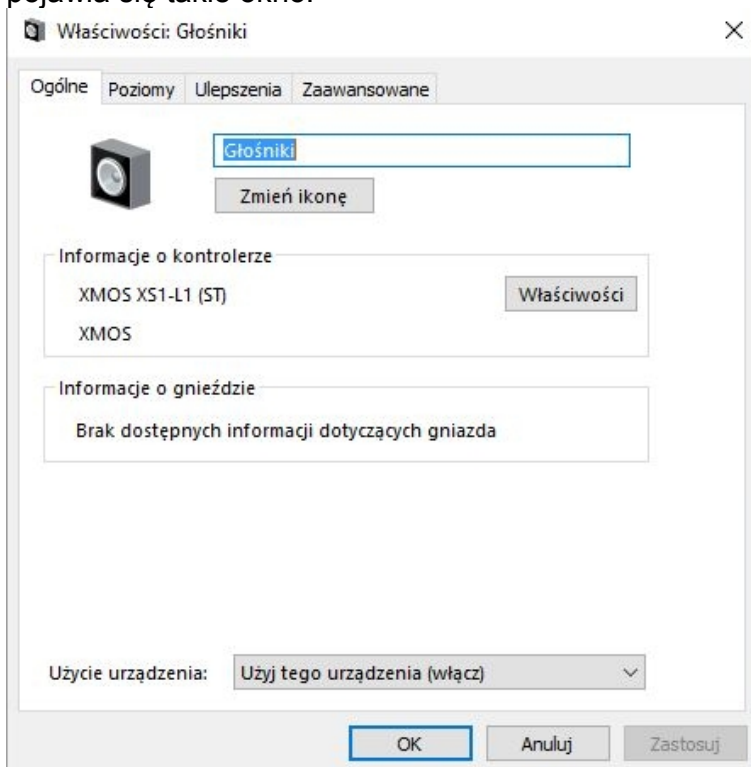 pojawia się takie okno:
Właściwości: Głośniki
Ogólne Poziomy Ulepszenia Zaawansowane
Głośniki
Zmień ikonę
Informacje o kontrolerze
XMOS XS1-L1 (ST)
Właściwości
XMOS
Informacje o gnieździe
Brak dostępnych informacji dotyczących gniazda
Użycie urządzenia:
Użyj tego urządzenia (włącz)
OK Anuluj Zastosuj